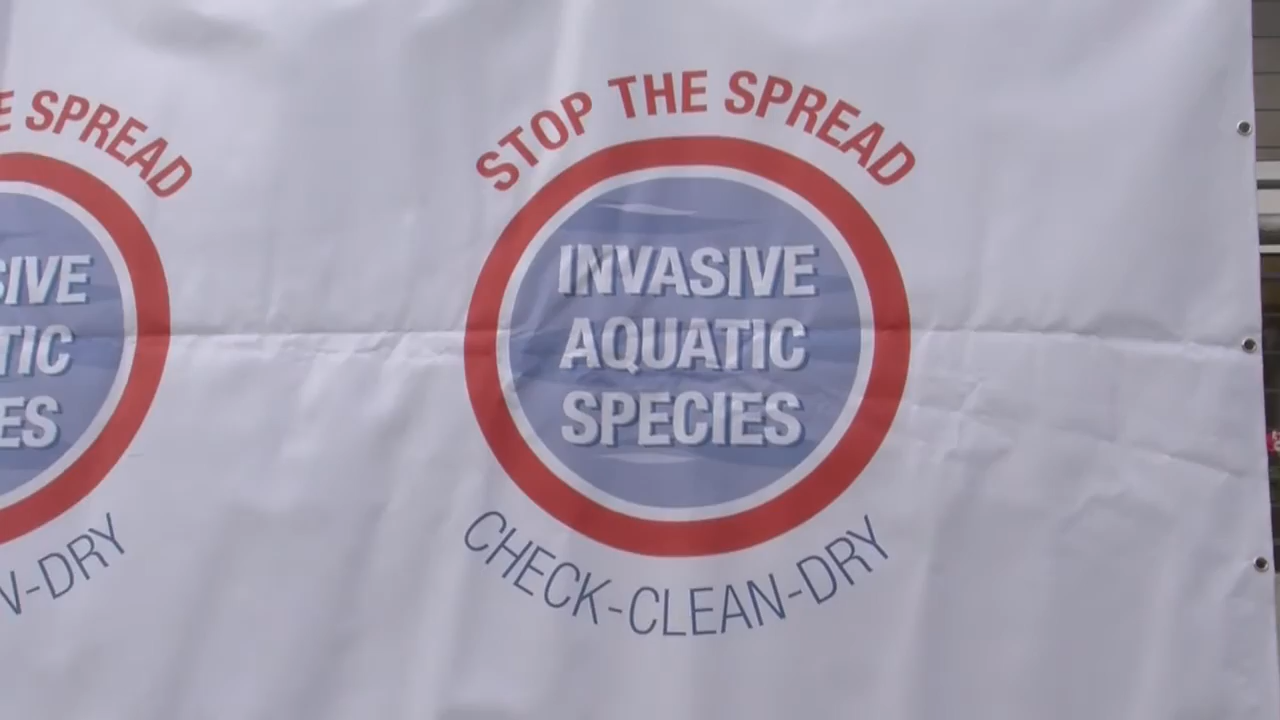 E SPREAD
SIVE
TIC
ES
N-DRY
STOP THE SPREAD
INVASIVE
AQUATIC
SPECIES
CHECK-CLEAN-DRY